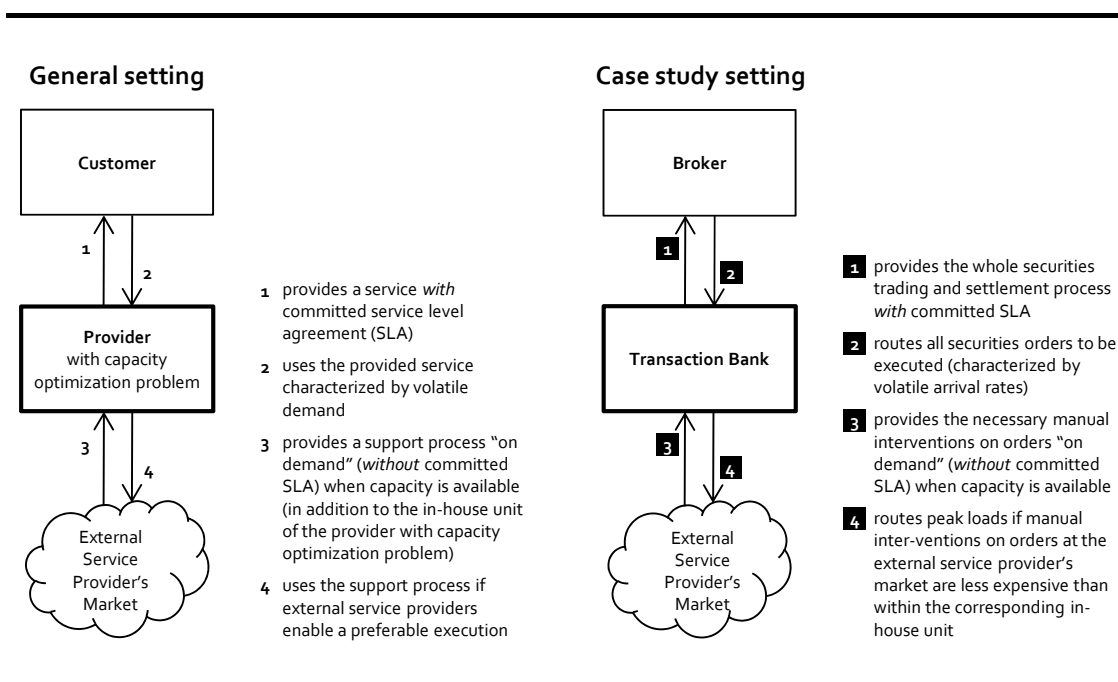 General setting
Customer
1
2
Provider
with capacity
optimization problem
3
4
External
Service
Provider's
Market
1 provides a service with
committed service level
agreement (SLA)
2 uses the provided service
characterized by volatile
demand
3 provides a support process "on
demand" (without committed
SLA) when capacity is available
(in addition to the in-house unit
of the provider with capacity
optimization problem)
4 uses the support process if
external service providers
enable a preferable execution
Case study setting
Broker
1
2
Transaction Bank
3
4
External
Service
Provider's
Market
1 provides the whole securities
trading and settlement process
with committed SLA
2 routes all securities orders to be
executed (characterized by
volatile arrival rates)
3 provides the necessary manual
interventions on orders "on
demand" (without committed
SLA) when capacity is available
4 routes peak loads if manual
inter-ventions on orders at the
external service provider's
market are less expensive than
within the corresponding in-
house unit